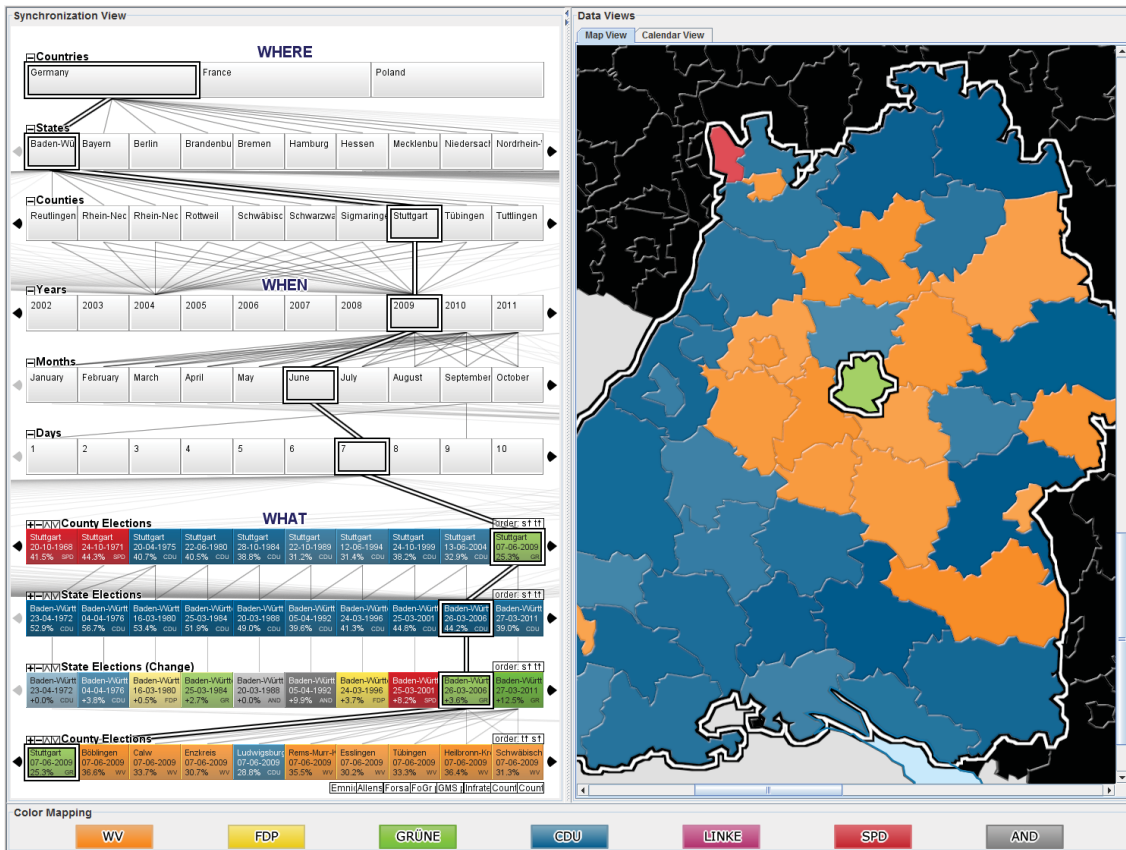 Synchronization View
Data Views
Map View Calendar View
WHERE
Countries
Germany France Poland
States
Baden-Wü Bayern Berlin Brandenbu Bremen Hamburg Hessen Mecklenbu Niedersach Nordrhein-
Counties
Reutlingen Rhein-Nec Rhein-Nec Rottweil Schwäbisc Schwarzwa Sigmaringe Stuttgart Tübingen Tuttlingen
WHEN
Years
2002 2003 2004 2005 2006 2007 2008 2009 2010 2011
Months
January February March April May June July August September October
Days
1 2 3 4 5 6 7 8 9 10
WHAT
County Elections order: s† t†
Stuttgart Stuttgart Stuttgart Stuttgart Stuttgart Stuttgart Stuttgart Stuttgart Stuttgart Stuttgart
20-10-1968 24-10-1971 20-04-1975 22-06-1980 28-10-1984 22-10-1989 12-06-1994 24-10-1999 13-06-2004 07-06-2009
41.5% SPD 44.3% SPD 40.7% CDU 40.5% CDU 38.8% CDU 31.2% CDU 31.4% CDU 38.2% CDU 32.9% CDU 25.3% GR
State Elections order: s† t†
Baden-Württ Baden-Württ Baden-Württ Baden-Württ Baden-Württ Baden-Württ Baden-Württ Baden-Württ Baden-Württ Baden-Württ
23-04-1972 04-04-1976 16-03-1980 25-03-1984 20-03-1988 05-04-1992 24-03-1996 25-03-2001 26-03-2006 27-03-2011
52.9% CDU 56.7% CDU 53.4% CDU 51.9% CDU 49.0% CDU 39.6% CDU 41.3% CDU 44.8% CDU 44.2% CDU 39.0% CDU
State Elections (Change) order: s† t†
Baden-Württ Baden-Württ Baden-Württ Baden-Württ Baden-Württ Baden-Württ Baden-Württ Baden-Württ Baden-Württ Baden-Württ
23-04-1972 04-04-1976 16-03-1980 25-03-1984 20-03-1988 05-04-1992 24-03-1996 25-03-2001 26-03-2006 27-03-2011
+0.0% CDU +3.8% CDU +0.5% FDP +2.7% GR +0.0% AND +9.9% AND +3.7% FDP +8.2% SPD +3.6% GR +12.5% GR
County Elections order: t† s†
Stuttgart Böblingen Calw Enzkreis Ludwigsburg Rems-Murr-K Esslingen Tübingen Heilbronn-Kr Schwäbisch
07-06-2009 07-06-2009 07-06-2009 07-06-2009 07-06-2009 07-06-2009 07-06-2009 07-06-2009 07-06-2009 07-06-2009
25.3% GR 36.6% WV 33.7% WV 30.7% WV 28.8% CDU 35.5% WV 30.2% WV 33.3% WV 36.4% WV 31.3% WV
Emni Allens Forsa FoGr GMS Infrate Count Count
Color Mapping
WV FDP GRÜNE CDU LINKE SPD AND